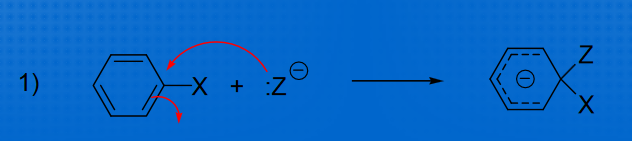 1) X + :Z⊖ ⊖ Z X